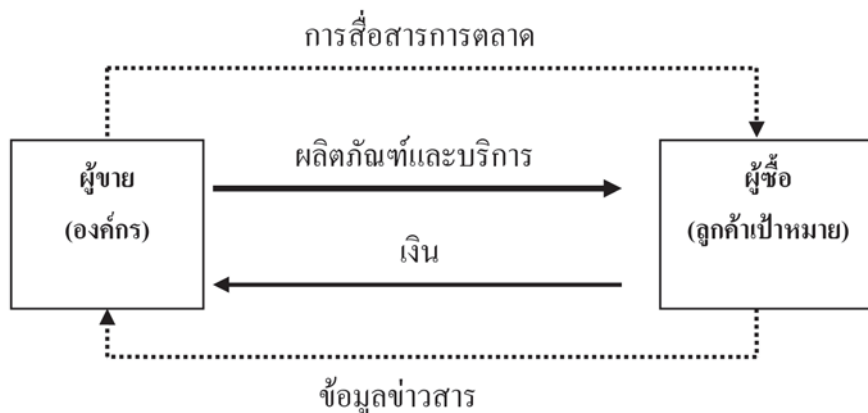 การสื่อสารการตลาด
ผู้ขาย
(องค์กร)
ผลิตภัณฑ์และบริการ
เงิน
ผู้ซื้อ
(ลูกค้าเป้าหมาย)
ข้อมูลข่าวสาร